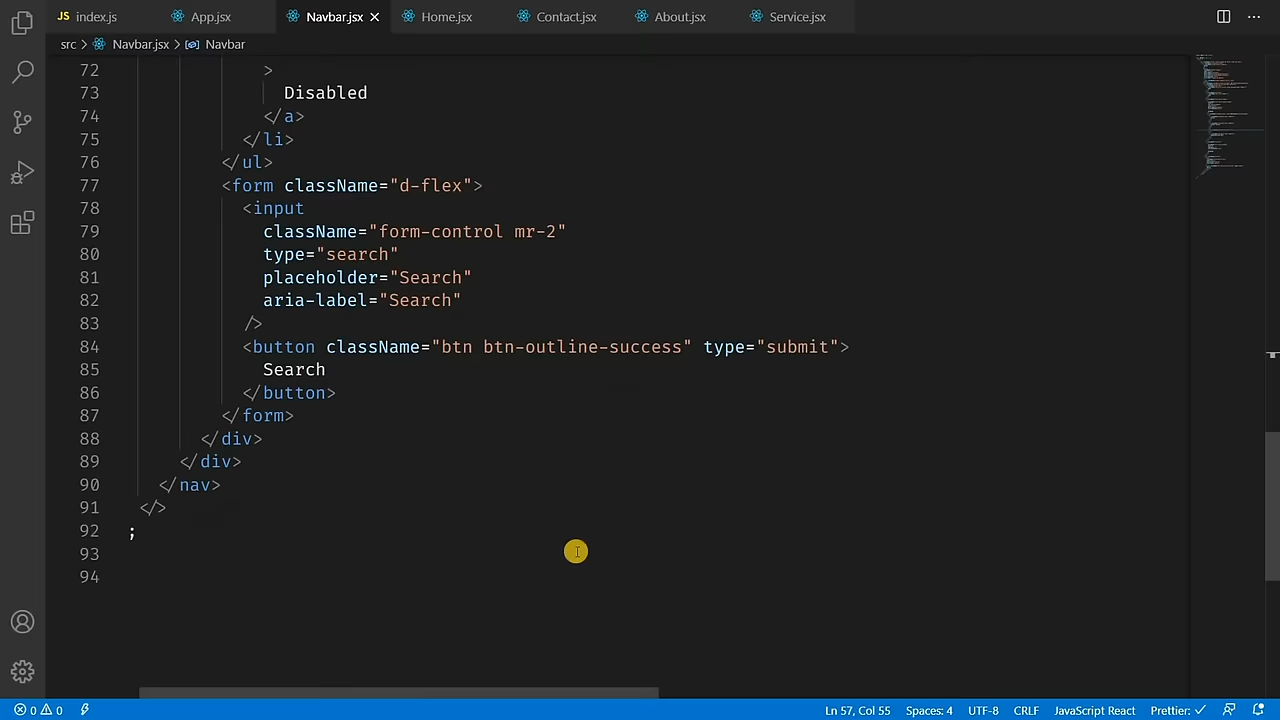 JS index.js App.jsx Navbar.jsx Home.jsx Contact.jsx About.jsx Service.jsx
src > Navbar.jsx > Navbar
72 >
73 Disabled
74 </a>
75 </li>
76 </ul>
77 <form className="d-flex">
78 <input
79 className="form-control mr-2"
80 type="search"
81 placeholder="Search"
82 aria-label="Search"
83 />
84 <button className="btn btn-outline-success" type="submit">
85 Search
86 </button>
87 </form>
88 </div>
89 </div>
90 </nav>
91 </>
92 ;
93
94
0 0 Ln 57, Col 55 Spaces: 4 UTF-8 CRLF JavaScript React Prettier: ✓